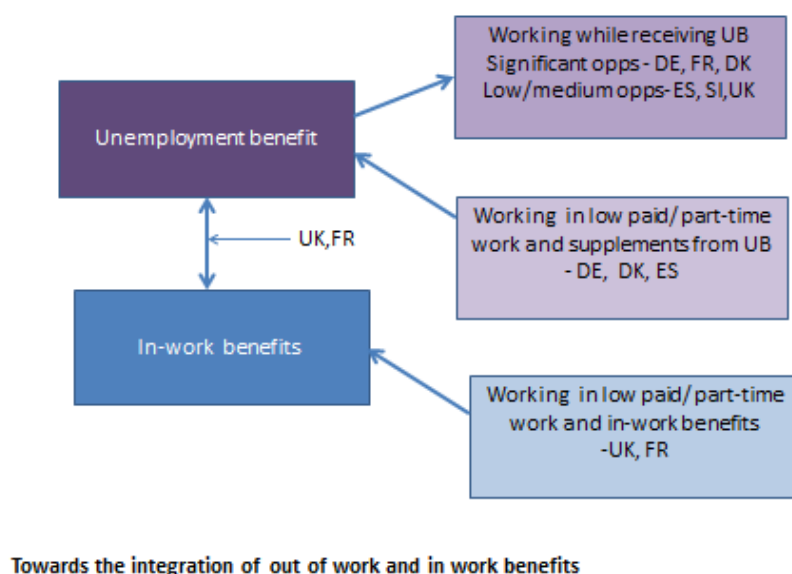 Working while receiving UB
Significant opps - DE, FR, DK
Low/medium opps-ES, SI,UK
Unemployment benefit
Working in low paid/part-time
work and supplements from UB
- DE, DK, ES
UK,FR
In-work benefits
Working in low paid/part-time
work and in-work benefits
-UK, FR
Towards the integration of out of work and in work benefits